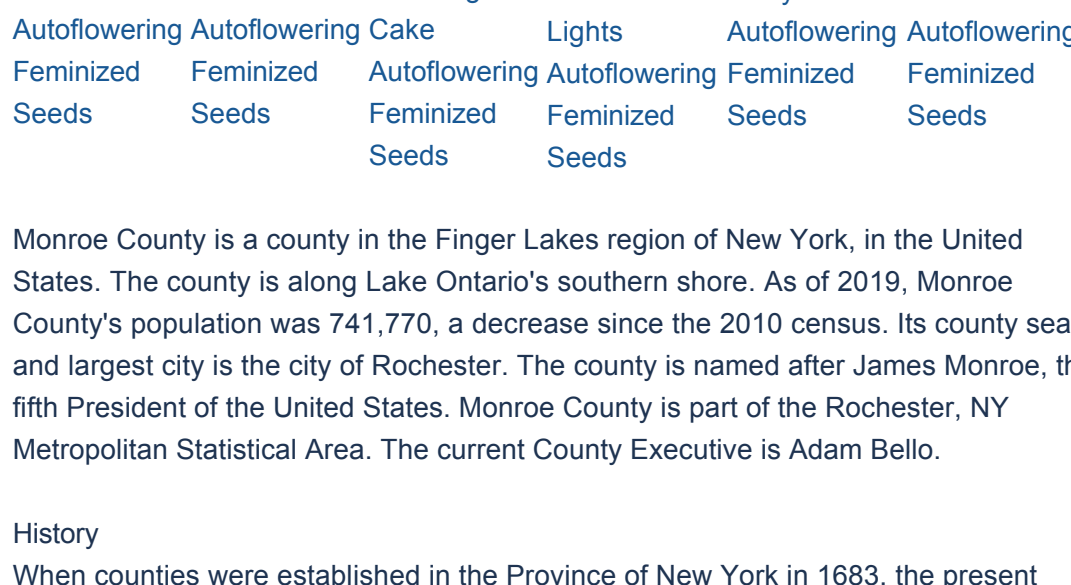 Autoflowering Autoflowering Cake Lights Autoflowering Autoflowering
Feminized Feminized Autoflowering Autoflowering Feminized Feminized
Seeds Seeds Feminized Feminized Seeds Seeds
Seeds Seeds
Monroe County is a county in the Finger Lakes region of New York, in the United
States. The county is along Lake Ontario's southern shore. As of 2019, Monroe
County's population was 741,770, a decrease since the 2010 census. Its county sea
and largest city is the city of Rochester. The county is named after James Monroe, th
fifth President of the United States. Monroe County is part of the Rochester, NY
Metropolitan Statistical Area. The current County Executive is Adam Bello.
History
When counties were established in the Province of New York in 1683, the present